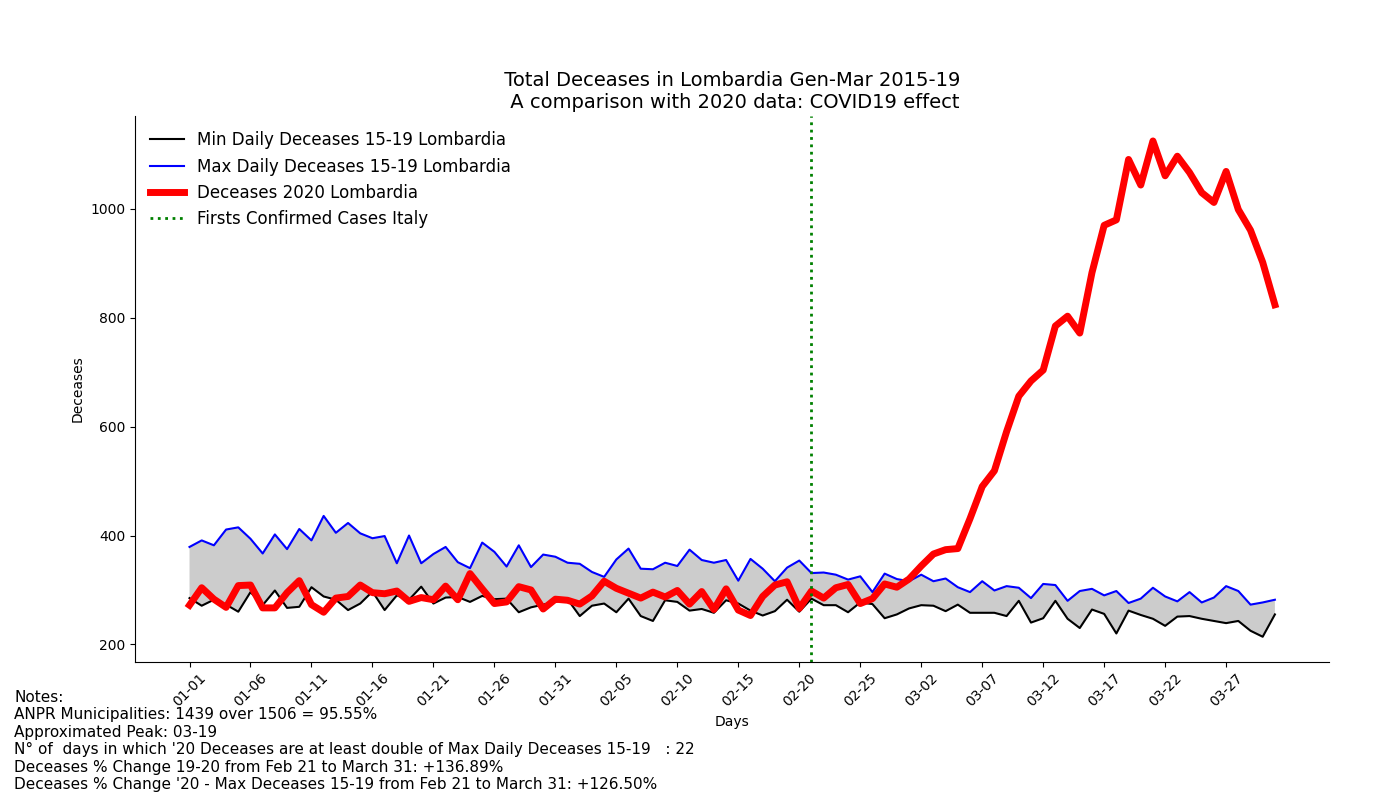 Total Deceases in Lombardia Gen-Mar 2015-19
A comparison with 2020 data: COVID19 effect
Min Daily Deceases 15-19 Lombardia
Max Daily Deceases 15-19 Lombardia
Deceases 2020 Lombardia
Firsts Confirmed Cases Italy
1000
800
600
400
200
Deceases
01-01
01-06
01-11
01-16
01-21
01-26
01-31
02-05
02-10
02-15
02-20
02-25
03-02
03-07
03-12
03-17
03-22
03-27
Days
Notes:
ANPR Municipalities: 1439 over 1506 = 95.55%
Approximated Peak: 03-19
N° of  days in which '20 Deceases are at least double of Max Daily Deceases 15-19   : 22
Deceases % Change 19-20 from Feb 21 to March 31: +136.89%
Deceases % Change '20 - Max Deceases 15-19 from Feb 21 to March 31: +126.50%